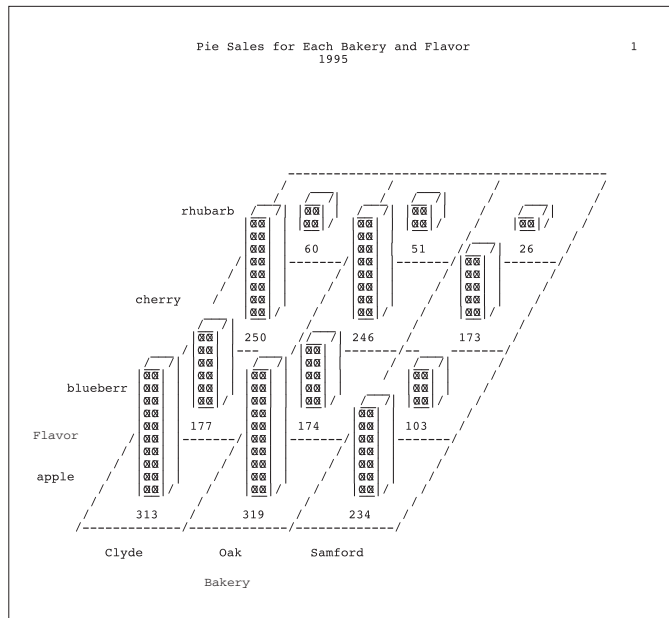 Pie Sales for Each Bakery and Flavor 1
1995
rhubarb
60 51 26
cherry
250 246 173
blueberr
177 174 103
Flavor
apple
313 319 234
Clyde Oak Samford
Bakery